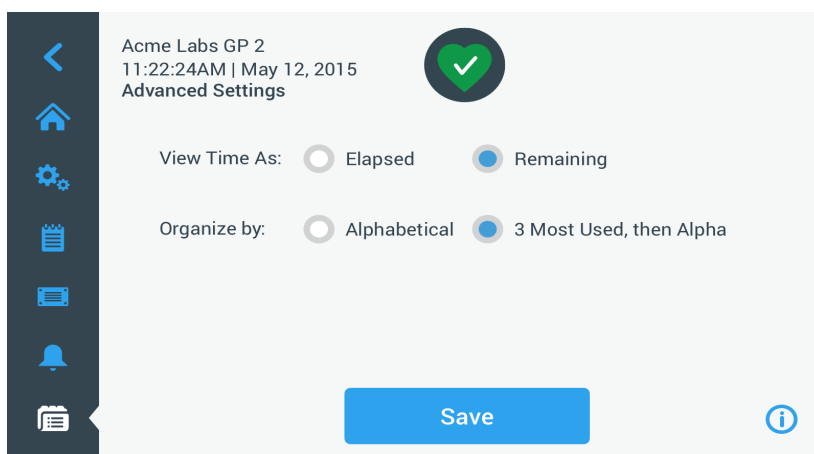 Acme Labs GP 2
11:22:24AM | May 12, 2015
Advanced Settings
View Time As: Elapsed Remaining
Organize by: Alphabetical 3 Most Used, then Alpha
Save